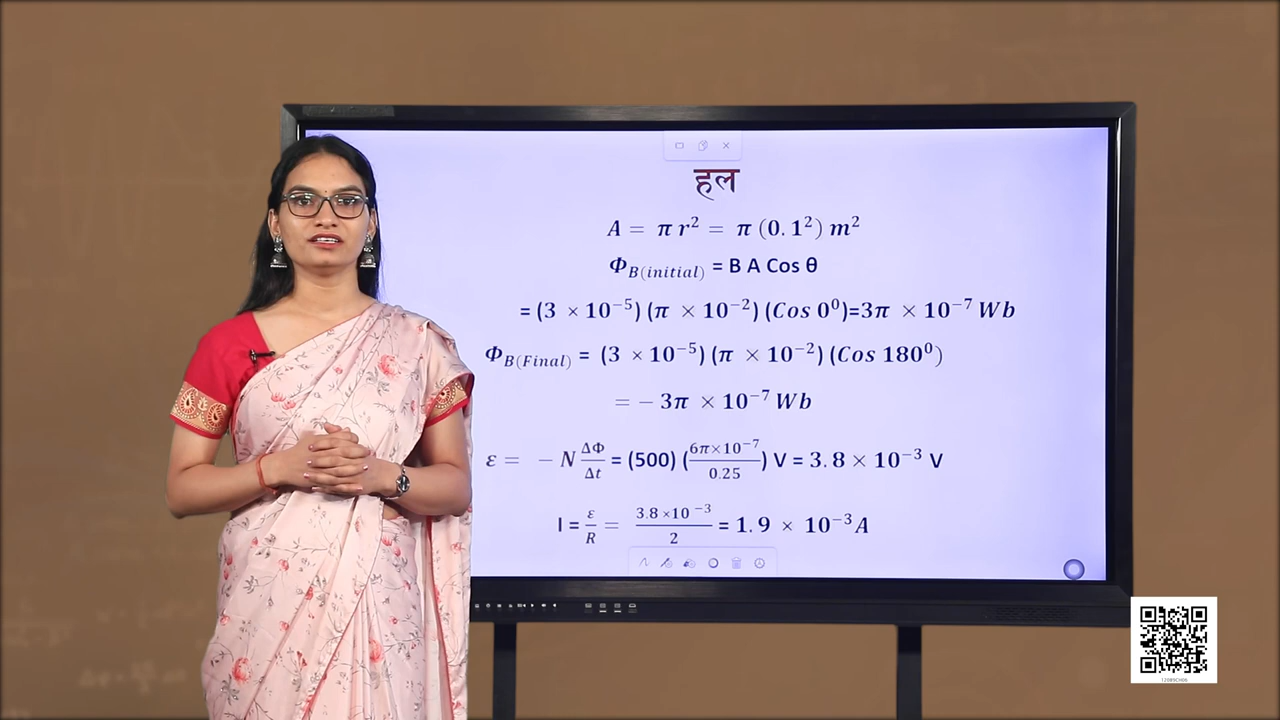 हल
A = π r² = π (0.1²) m²
Φ_B(initial) = B A Cos θ
= (3 × 10⁻⁵) (π × 10⁻²) (Cos 0⁰)=3π × 10⁻⁷ Wb
Φ_B(Final) = (3 × 10⁻⁵) (π × 10⁻²) (Cos 180⁰)
= − 3π × 10⁻⁷ Wb
ε = − N ΔΦ/Δt = (500) (6π×10⁻⁷/0.25) V = 3.8 × 10⁻³ V
I = ε/R = 3.8 ×10⁻³/2 = 1.9 × 10⁻³ A